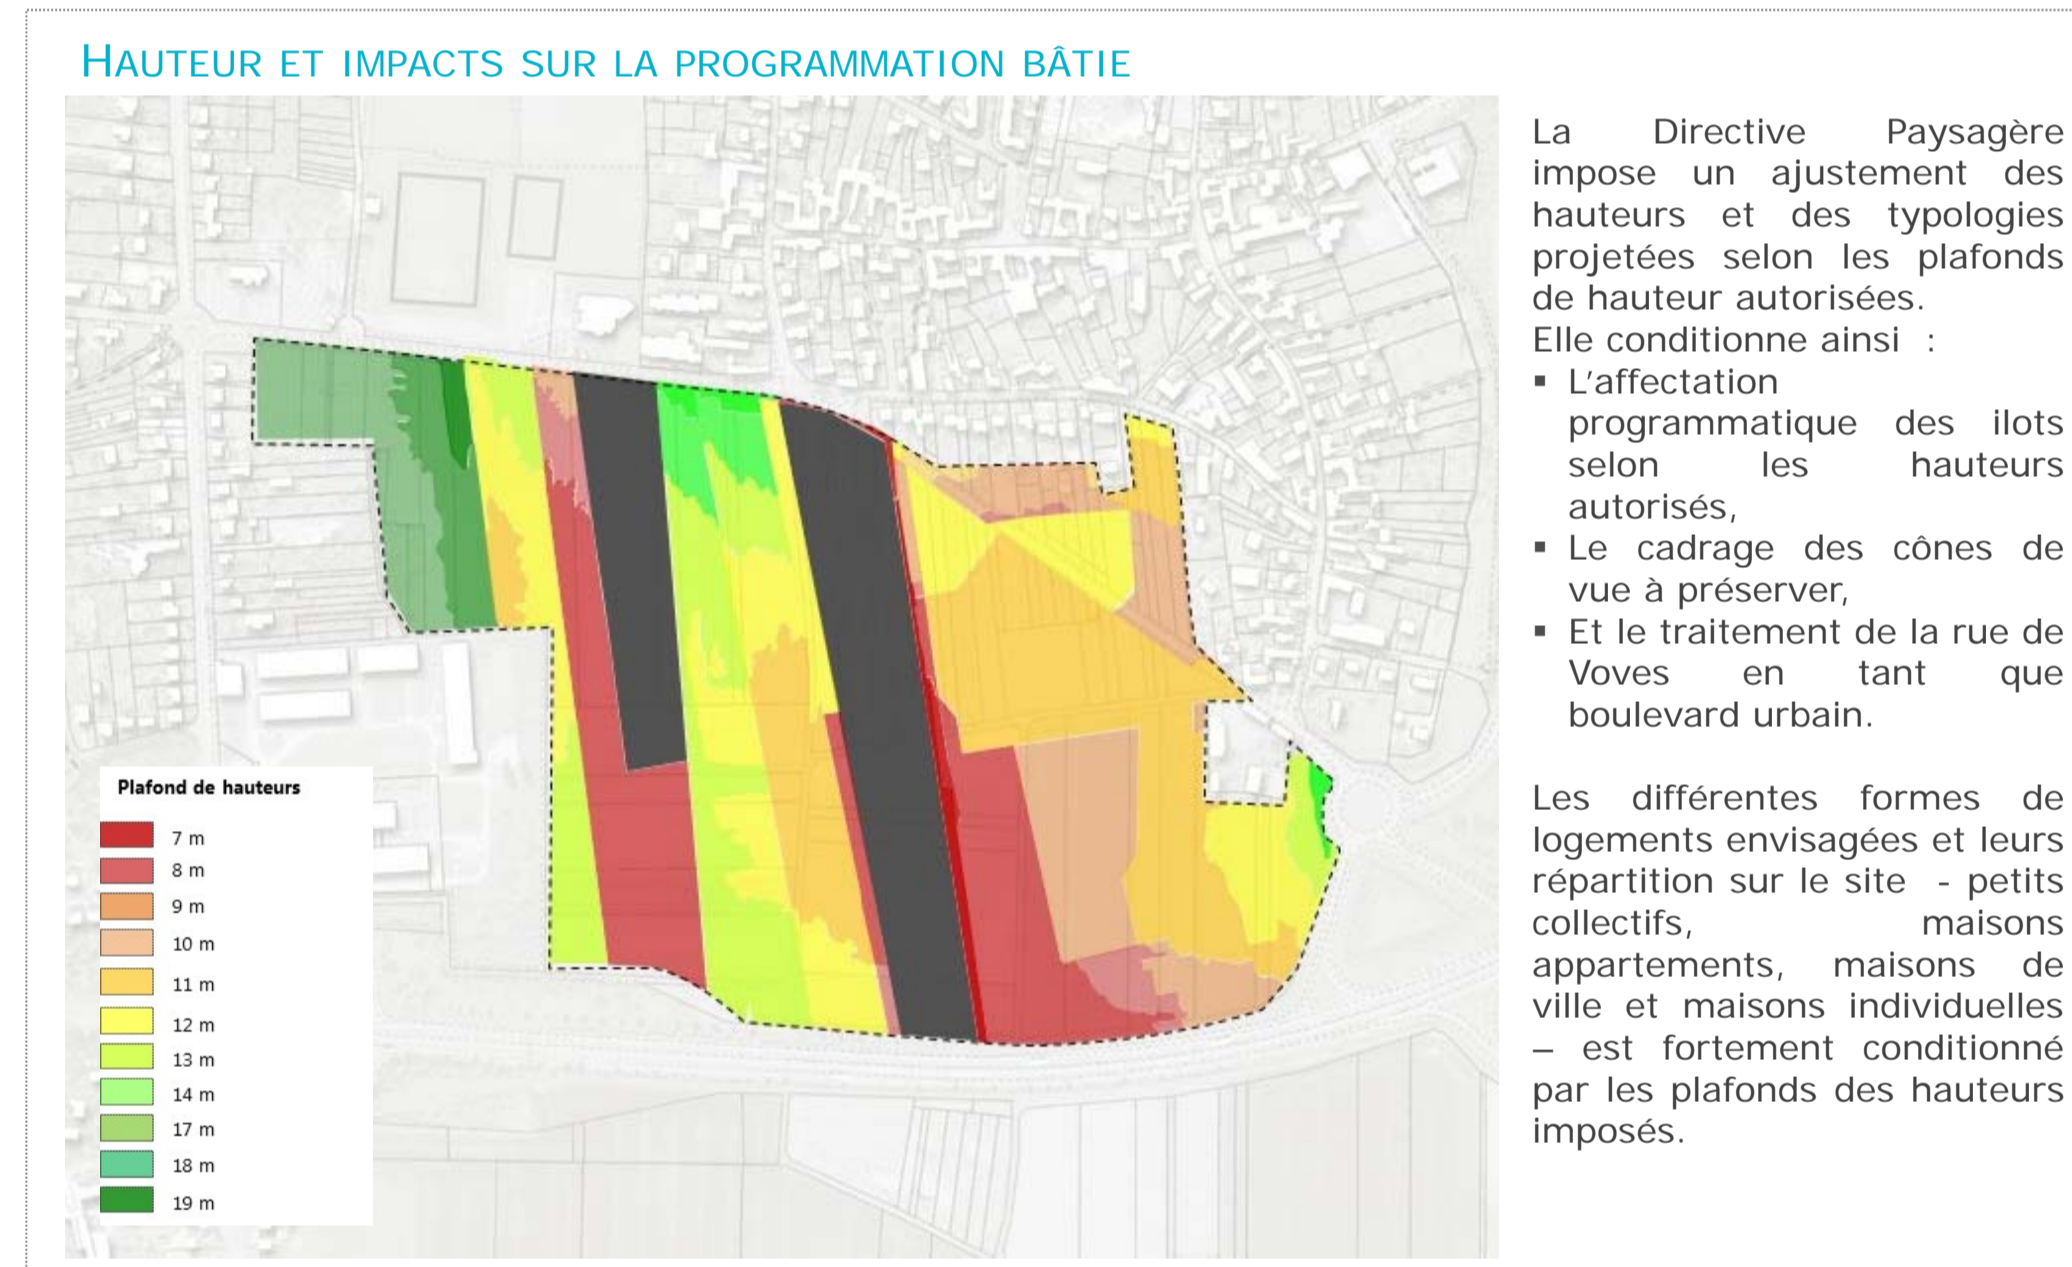 HAUTEUR ET IMPACTS SUR LA PROGRAMMATION BÂTIE
La Directive Paysagère
impose un ajustement des
hauteurs et des typologies
projetées selon les plafonds
de hauteur autorisées.
Elle conditionne ainsi :
▪ L'affectation
programmatique des ilots
selon les hauteurs
autorisés,
▪ Le cadrage des cônes de
vue à préserver,
▪ Et le traitement de la rue de
Voves en tant que
boulevard urbain.
Les différentes formes de
logements envisagées et leurs
répartition sur le site - petits
collectifs, maisons
appartements, maisons de
ville et maisons individuelles
– est fortement conditionné
par les plafonds des hauteurs
imposés.
Plafond de hauteurs
7 m
8 m
9 m
10 m
11 m
12 m
13 m
14 m
17 m
18 m
19 m